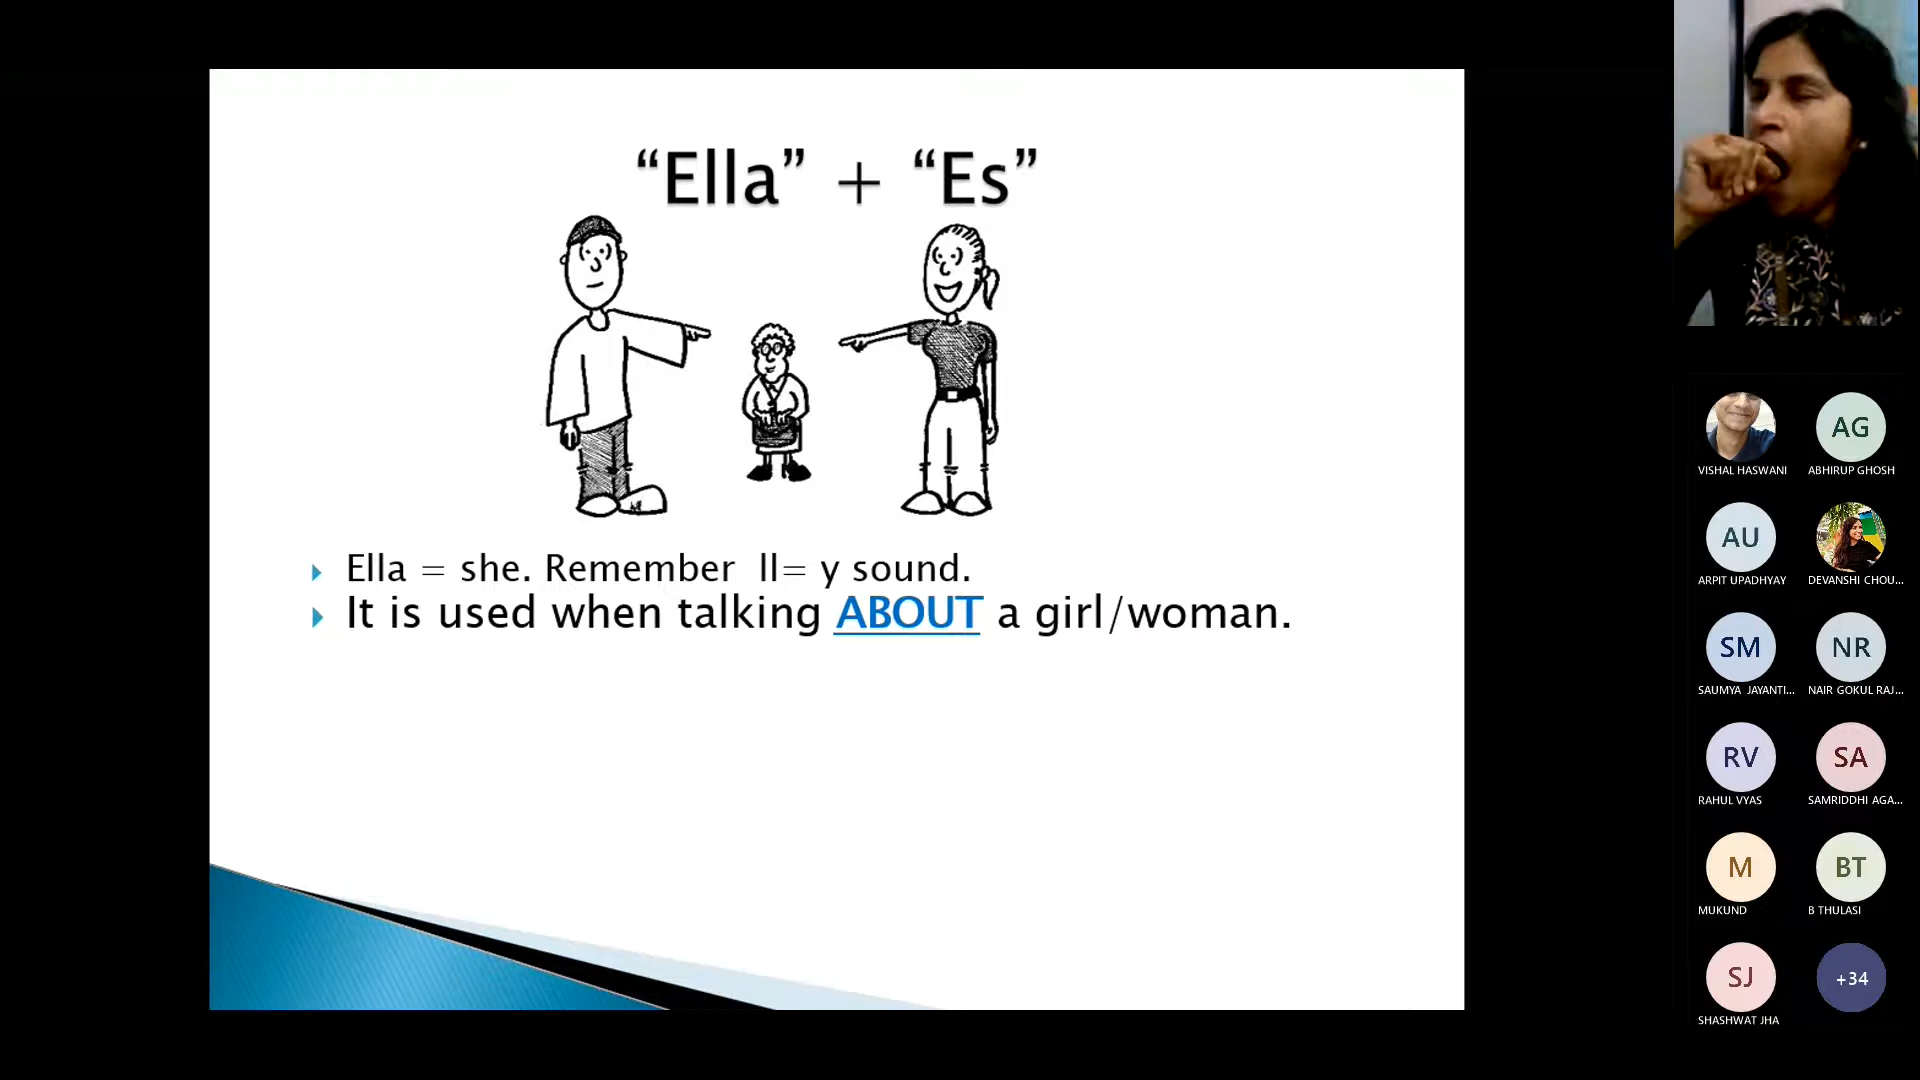 “Ella” + “Es”
Ella = she. Remember ll= y sound.
It is used when talking ABOUT a girl/woman.
VISHAL HASWANI
AG
ABHIRUP GHOSH
AU
ARPIT UPADHYAY
DEVANSHI CHOU...
SM
SAUMYA JAYANTI...
NR
NAIR GOKUL RAJ...
RV
RAHUL VYAS
SA
SAMRIDDHI AGA...
M
MUKUND
BT
B THULASI
SJ
SHASHWAT JHA
+34